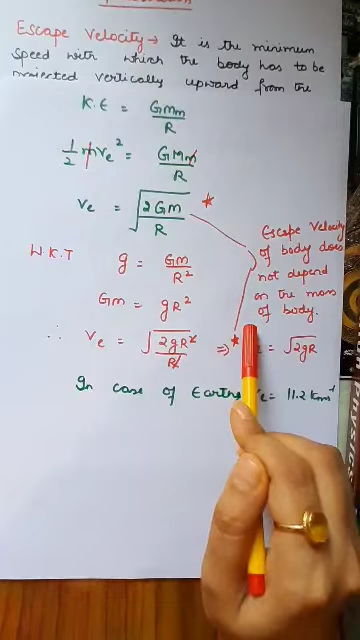 Escape Velocity → It is the minimum
speed with which the body has to be
projected vertically upward from the
K.E = GMm/R
1/2 mve² = GMm/R
ve = √(2GM/R) *
Escape Velocity
of body does
not depend
on the mass
of body.
W.K.T g = Gm/R²
Gm = gR²
∴ Ve = √(2gR²/R) ⇒ * = √2gR
In case of Earth = 11.2 Kms⁻¹